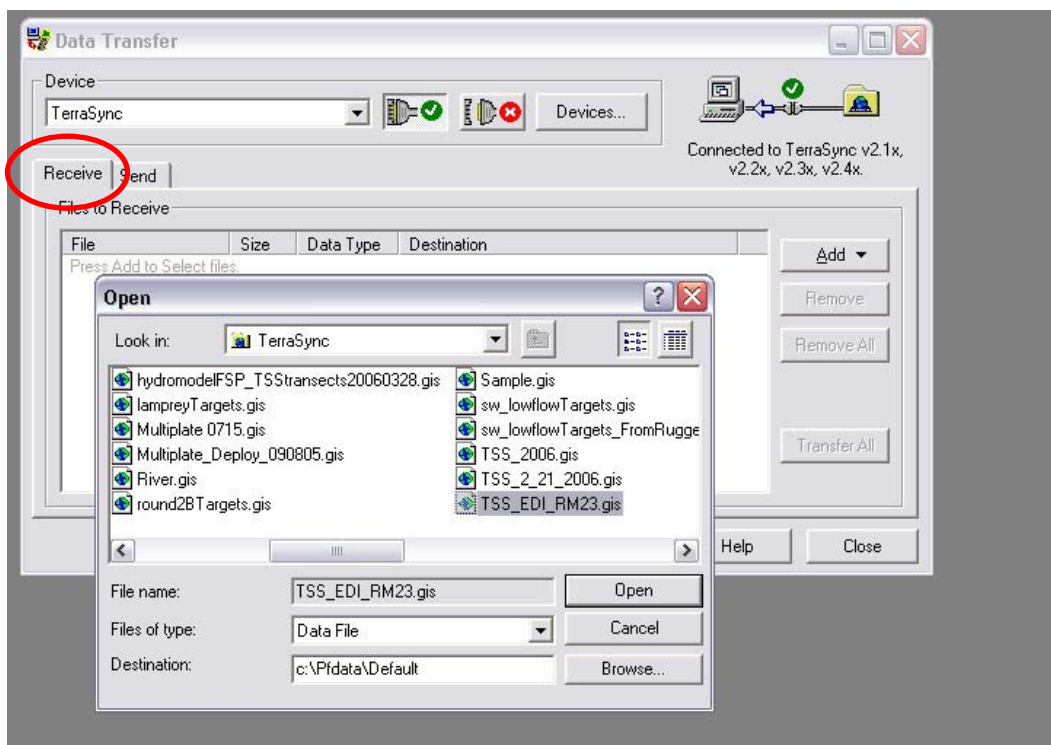 Data Transfer
Device
TerraSync
Devices...
Connected to TerraSync v2.1x,
v2.2x, v2.3x, v2.4x.
Receive Send
Files to Receive
File Size Data Type Destination
Press Add to Select files.
Add
Remove
Remove All
Transfer All
Help Close
Open
Look in: TerraSync
hydromodelFSP_TSStransects20060328.gis
lampreyTargets.gis
Multiplate 0715.gis
Multiplate_Deploy_090805.gis
River.gis
round2BTargets.gis
Sample.gis
sw_lowflowTargets.gis
sw_lowflowTargets_FromRugge
TSS_2006.gis
TSS_2_21_2006.gis
TSS_EDI_RM23.gis
File name: TSS_EDI_RM23.gis Open
Files of type: Data File Cancel
Destination: c:\Pfdata\Default Browse...